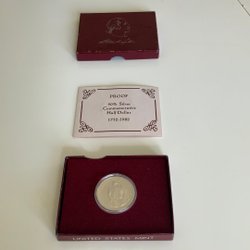 PROOF
90% Silver
Commemorative
Half Dollar
1732-1982
UNITED STATES MINT